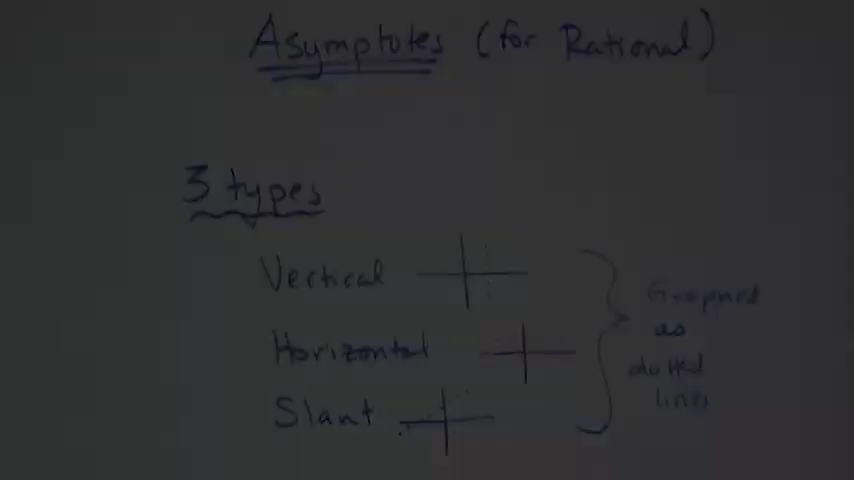 Asymptotes (for Rational)
3 types
Vertical
Horizontal
Slant
Graphed
as
dotted
lines